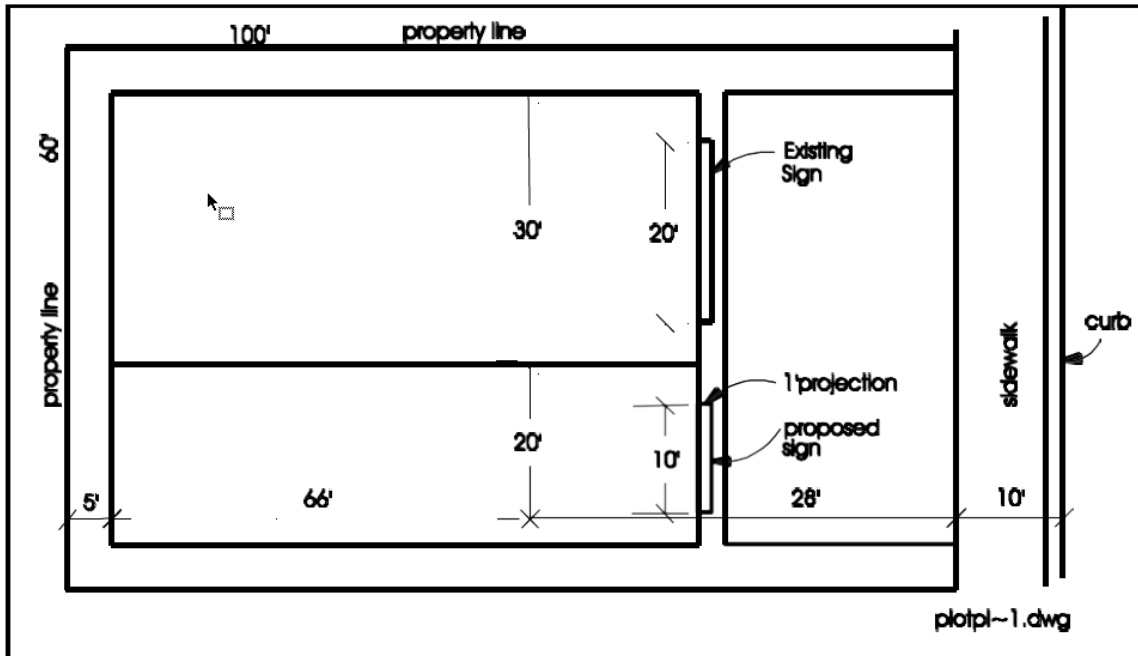 100'
property line
60'
Existing
Sign
30'
20'
property line
sidewalk
curb
1'projection
20'
10'
proposed
sign
5'
66'
28'
10'
plotpl~1.dwg